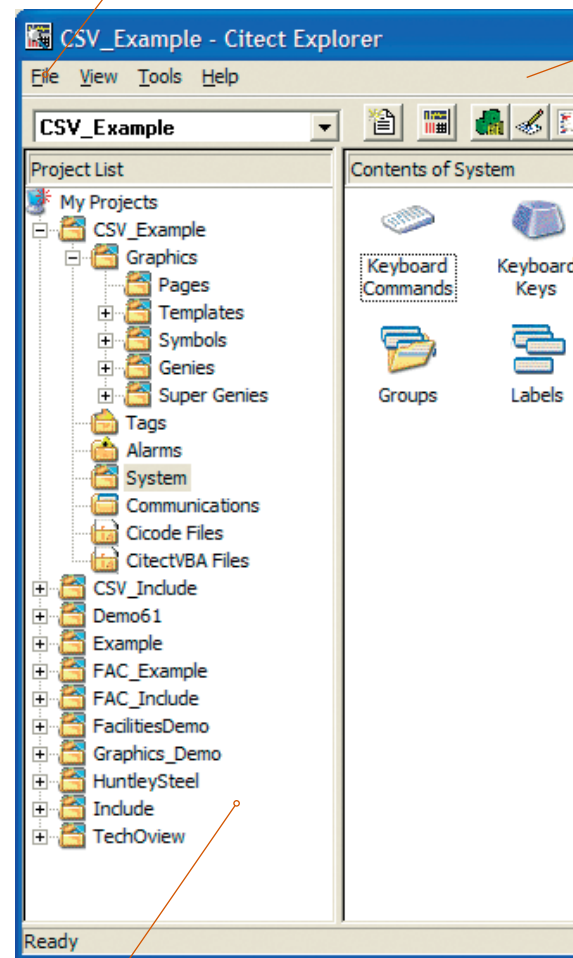 CSV_Example - Citect Explorer
File View Tools Help
CSV_Example
Project List
Contents of System
My Projects
CSV_Example
Graphics
Pages
Templates
Symbols
Genies
Super Genies
Tags
Alarms
System
Communications
Cicode Files
CitectVBA Files
CSV_Include
Demo61
Example
FAC_Example
FAC_Include
FacilitiesDemo
Graphics_Demo
HuntleySteel
Include
TechOview
Keyboard Commands
Keyboard Keys
Groups
Labels
Ready